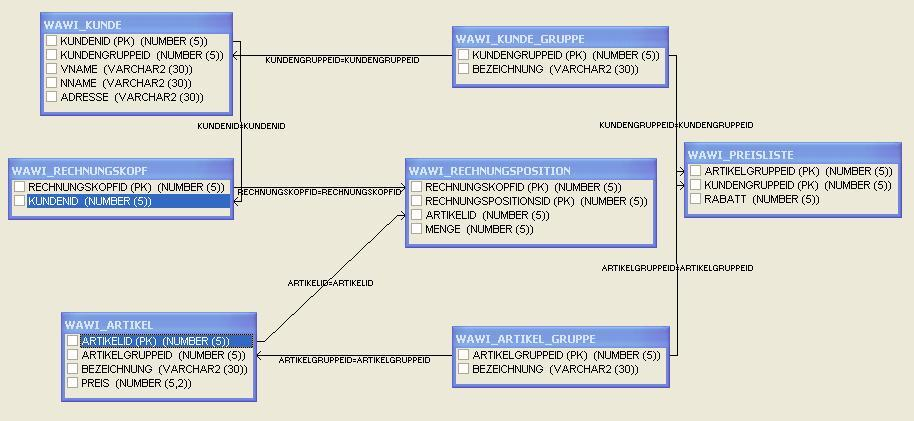 WAWI_KUNDE
KUNDENID (PK) (NUMBER (5))
KUNDENGRUPPEID (NUMBER (5))
VNAME (VARCHAR2 (30))
NNAME (VARCHAR2 (30))
ADRESSE (VARCHAR2 (30))
KUNDENGRUPPEID=KUNDENGRUPPEID
WAWI_KUNDE_GRUPPE
KUNDENGRUPPEID (PK) (NUMBER (5))
BEZEICHNUNG (VARCHAR2 (30))
KUNDENID=KUNDENID
KUNDENGRUPPEID=KUNDENGRUPPEID
WAWI_RECHNUNGSKOPF
RECHNUNGSKOPFID (PK) (NUMBER (5))
KUNDENID (NUMBER (5))
RECHNUNGSKOPFID=RECHNUNGSKOPFID
WAWI_RECHNUNGSPOSITION
RECHNUNGSKOPFID (PK) (NUMBER (5))
RECHNUNGSPOSITIONSID (PK) (NUMBER (5))
ARTIKELID (NUMBER (5))
MENGE (NUMBER (5))
WAWI_PREISLISTE
ARTIKELGRUPPEID (PK) (NUMBER (5))
KUNDENGRUPPEID (PK) (NUMBER (5))
RABATT (NUMBER (5))
ARTIKELID=ARTIKELID
ARTIKELGRUPPEID=ARTIKELGRUPPEID
WAWI_ARTIKEL
ARTIKELID (PK) (NUMBER (5))
ARTIKELGRUPPEID (NUMBER (5))
BEZEICHNUNG (VARCHAR2 (30))
PREIS (NUMBER (5,2))
ARTIKELGRUPPEID=ARTIKELGRUPPEID
WAWI_ARTIKEL_GRUPPE
ARTIKELGRUPPEID (PK) (NUMBER (5))
BEZEICHNUNG (VARCHAR2 (30))